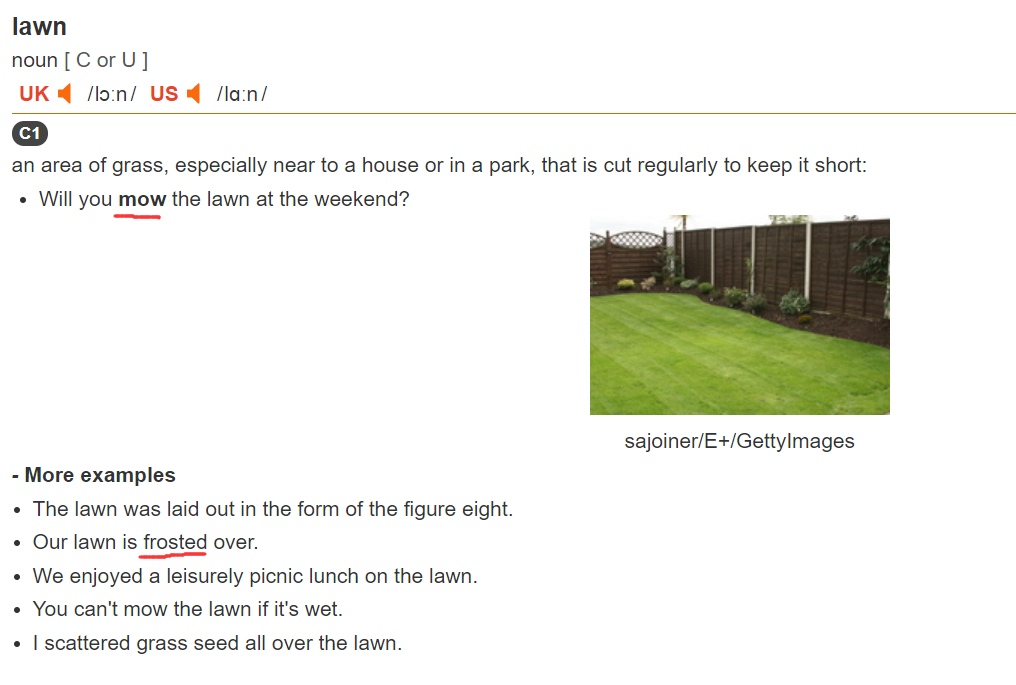 lawn
noun [ C or U ]
UK /lɔːn/ US /lɑːn/
C1
an area of grass, especially near to a house or in a park, that is cut regularly to keep it short:
• Will you mow the lawn at the weekend?
sajoiner/E+/GettyImages
- More examples
• The lawn was laid out in the form of the figure eight.
• Our lawn is frosted over.
• We enjoyed a leisurely picnic lunch on the lawn.
• You can't mow the lawn if it's wet.
• I scattered grass seed all over the lawn.